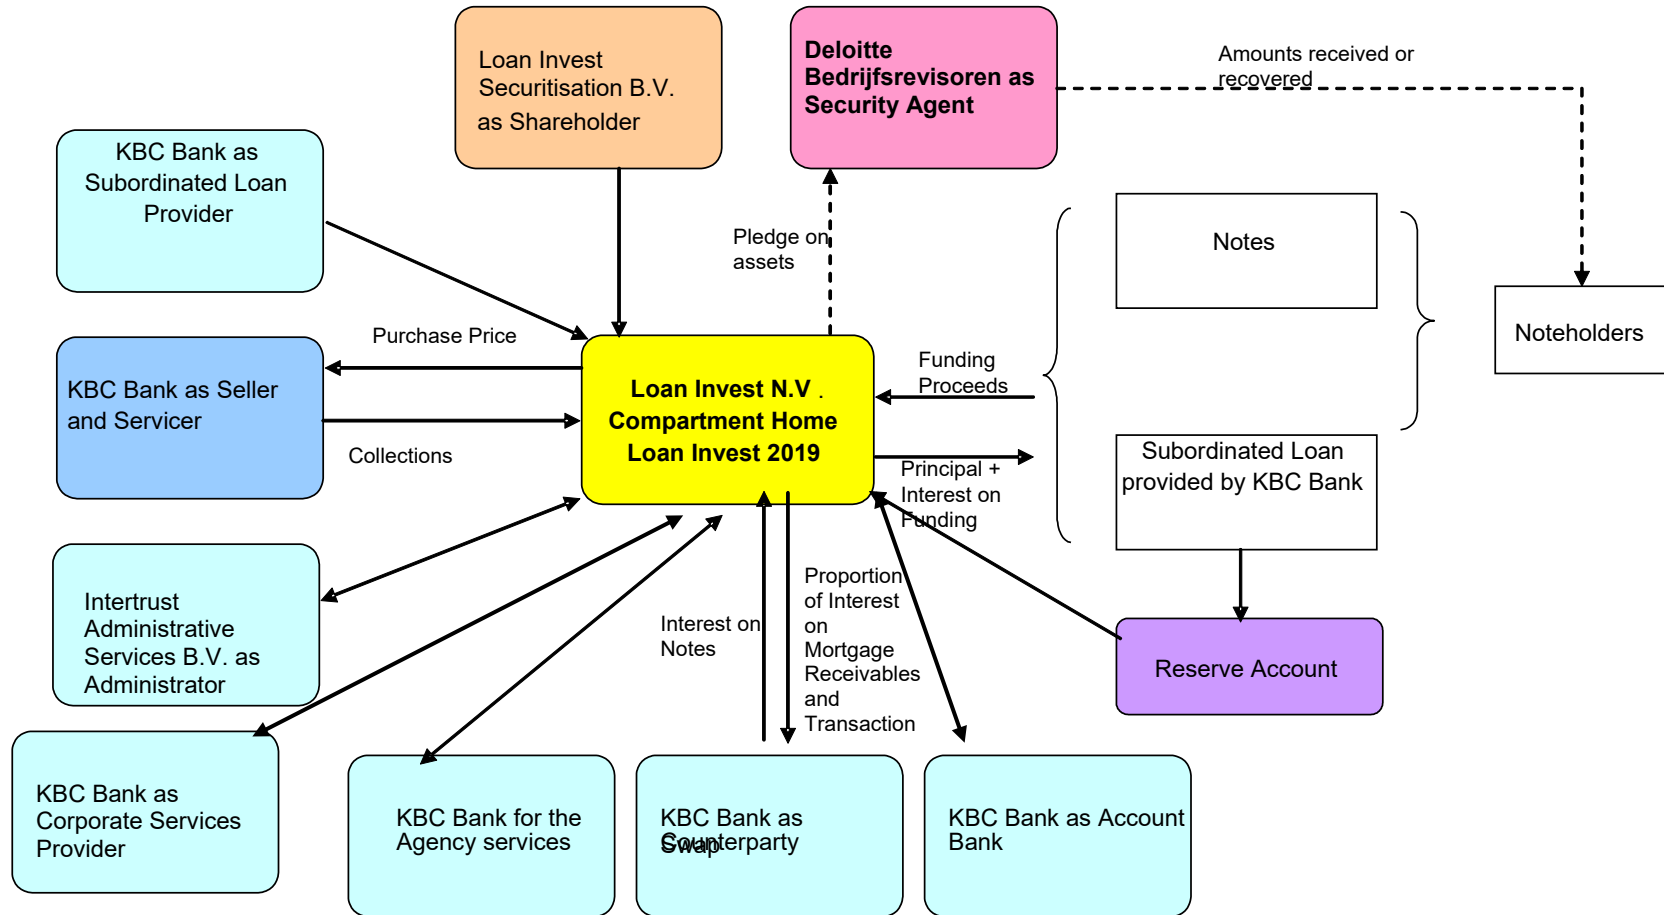 Loan Invest
Securitisation B.V.
as Shareholder
Deloitte
Bedrijfsrevisoren as
Security Agent
Amounts received or
recovered
KBC Bank as
Subordinated Loan
Provider
Pledge on
assets
Notes
Noteholders
Purchase Price
KBC Bank as Seller
and Servicer
Collections
Loan Invest N.V .
Compartment Home
Loan Invest 2019
Funding
Proceeds
Principal +
Interest on
Funding
Subordinated Loan
provided by KBC Bank
Reserve Account
Intertrust
Administrative
Services B.V. as
Administrator
Interest on
Notes
Proportion
of Interest
on
Mortgage
Receivables
and
Transaction
KBC Bank as
Corporate Services
Provider
KBC Bank for the
Agency services
KBC Bank as
Swap
Counterparty
KBC Bank as Account
Bank